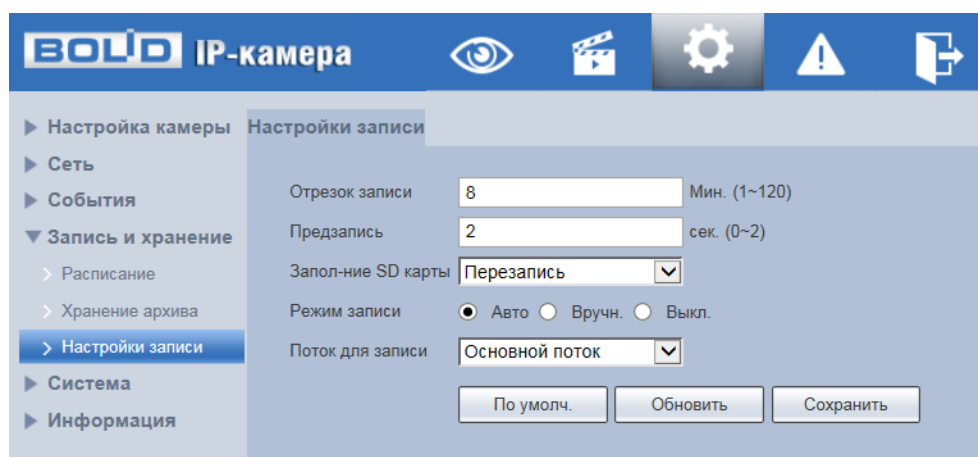 BOLID IP-камера
Настройка камеры
Сеть
События
Запись и хранение
Расписание
Хранение архива
Настройки записи
Система
Информация
Настройки записи
Отрезок записи 8 Мин. (1~120)
Предзапись 2 сек. (0~2)
Запол-ние SD карты Перезапись
Режим записи Авто Вручн. Выкл.
Поток для записи Основной поток
По умолч. Обновить Сохранить